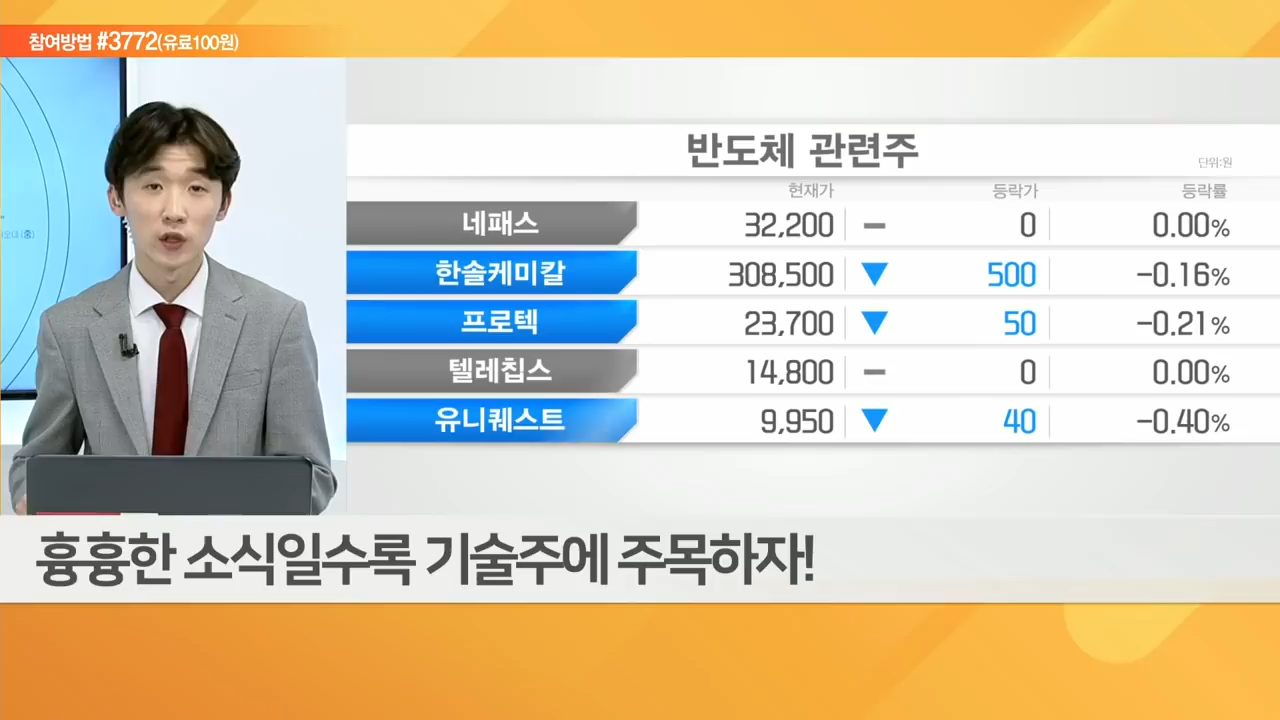 참여방법 #3772(유료100원)
반도체 관련주
단위:원
현재가 등락가 등락률
네패스 32,200 － 0 0.00%
한솔케미칼 308,500 ▼ 500 -0.16%
프로텍 23,700 ▼ 50 -0.21%
텔레칩스 14,800 － 0 0.00%
유니퀘스트 9,950 ▼ 40 -0.40%
흉흉한 소식일수록 기술주에 주목하자!